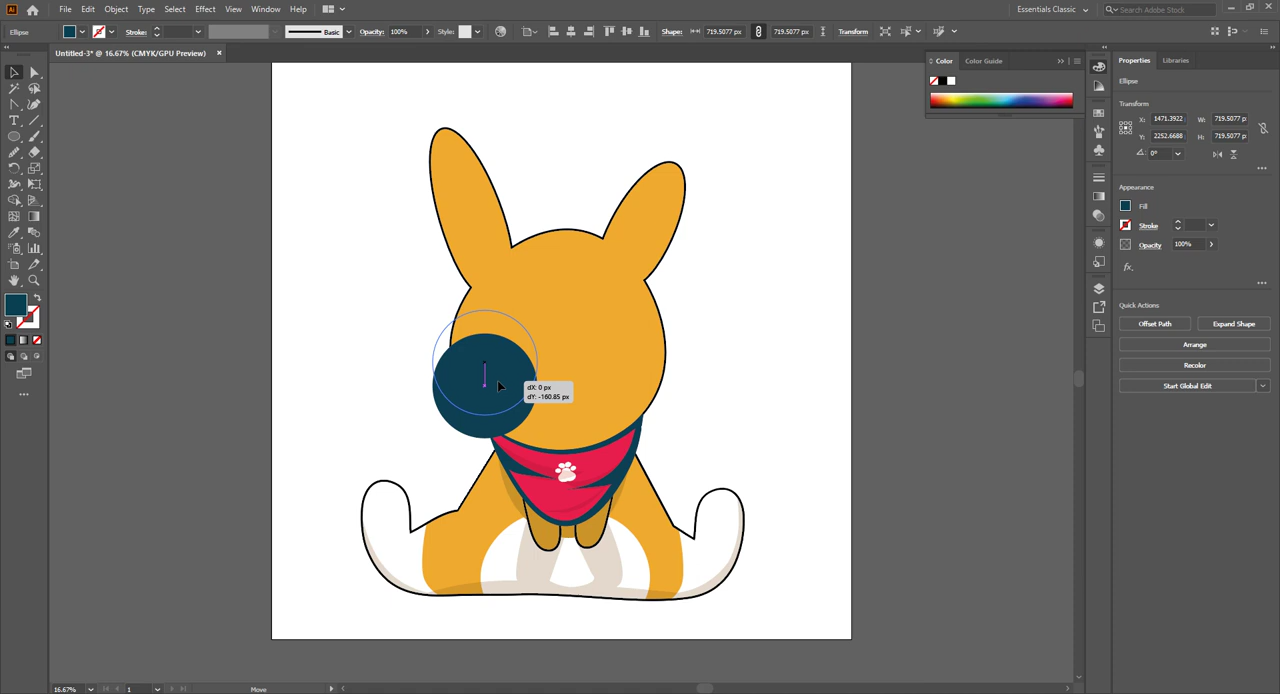 Ai File Edit Object Type Select Effect View Window Help Essentials Classic Search Adobe Stock
Ellipse Stroke: Basic Opacity: 100% Style: Shape: 719.5077 px 719.5077 px Transform
Untitled-3* @ 16.67% (CMYK/GPU Preview) ×
Color Color Guide
Properties Libraries
Ellipse
Transform
X: 1471.3922 W: 719.5077 p
Y: 2252.6688 H: 719.5077 p
0°
Appearance
Fill
Stroke
Opacity 100%
fx
Quick Actions
Offset Path Expand Shape
Arrange
Recolor
Start Global Edit
dX: 0 px
dY: -160.85 px
16.67% 1 Move